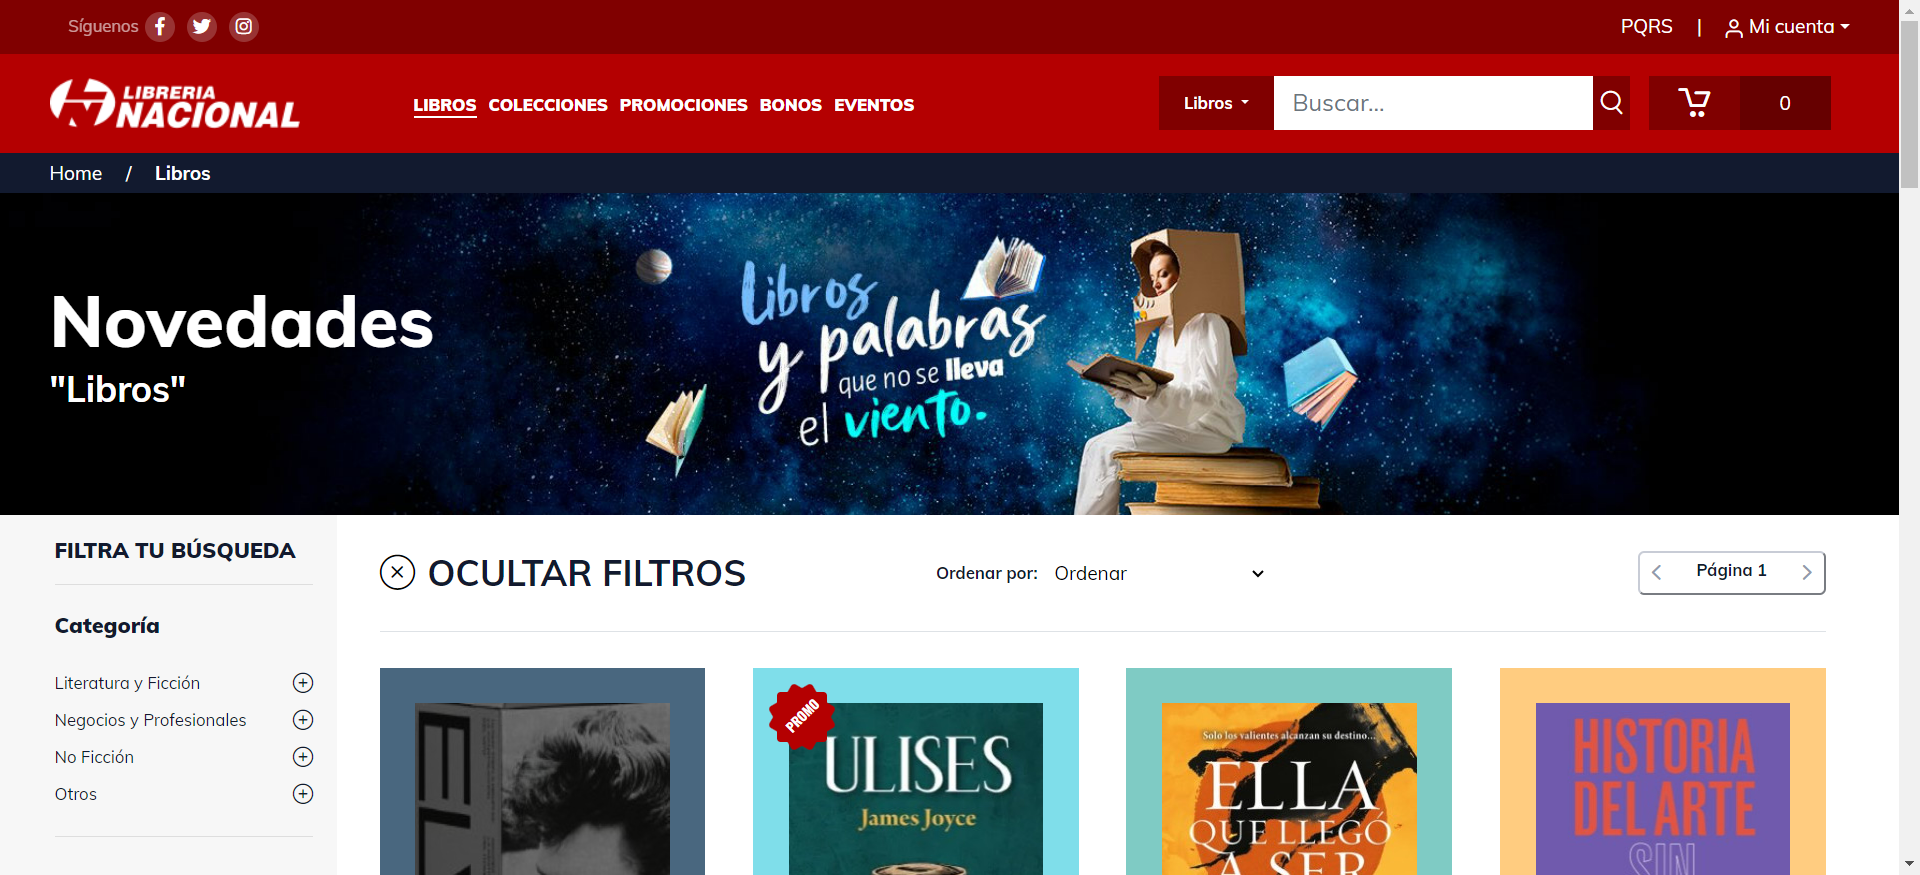 Síguenos
PQRS | Mi cuenta
LIBRERIA
NACIONAL
LIBROS COLECCIONES PROMOCIONES BONOS EVENTOS
Libros
Buscar...
0
Home / Libros
Novedades
"Libros"
Libros
y palabras
que no se lleva
el viento.
FILTRA TU BÚSQUEDA
Categoría
Literatura y Ficción
Negocios y Profesionales
No Ficción
Otros
OCULTAR FILTROS
Ordenar por: Ordenar
Página 1
PROMO
ULISES
James Joyce
Solo los valientes alcanzan su destino...
ELLA
QUE LLEGÓ
A SER
HISTORIA
DEL ARTE
SIN